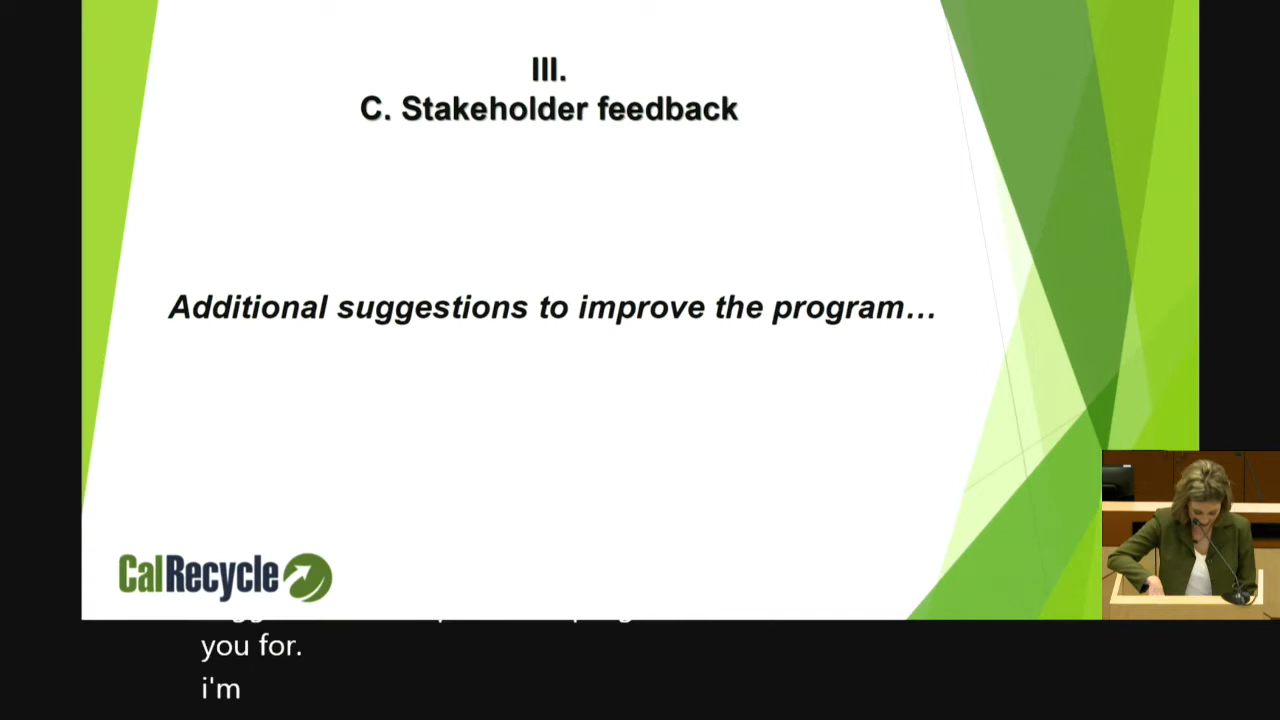 III.
C. Stakeholder feedback
Additional suggestions to improve the program…
CalRecycle
you for.
i'm